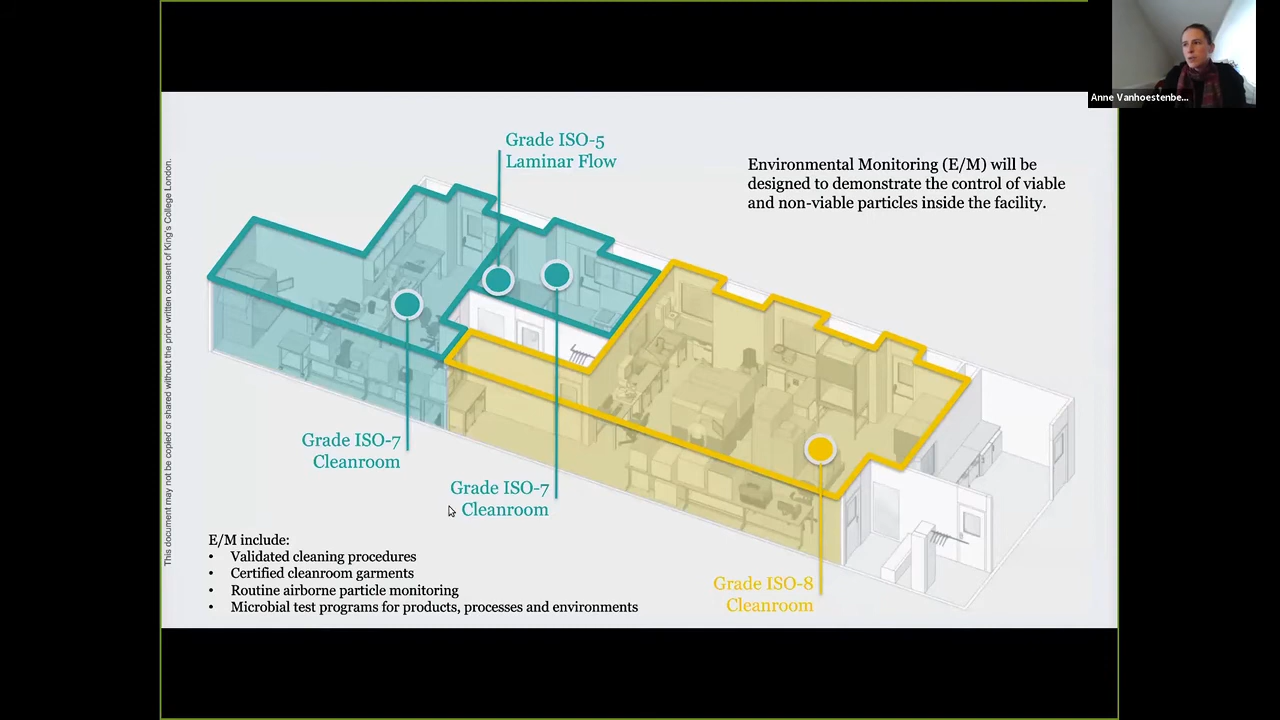 Anne Vanhoestenbe...
Grade ISO-5
Laminar Flow
Environmental Monitoring (E/M) will be
designed to demonstrate the control of viable
and non-viable particles inside the facility.
This document may not be copied or shared without the prior written consent of King's College London.
Grade ISO-7
Cleanroom
Grade ISO-7
Cleanroom
E/M include:
• Validated cleaning procedures
• Certified cleanroom garments
• Routine airborne particle monitoring
• Microbial test programs for products, processes and environments
Grade ISO-8
Cleanroom